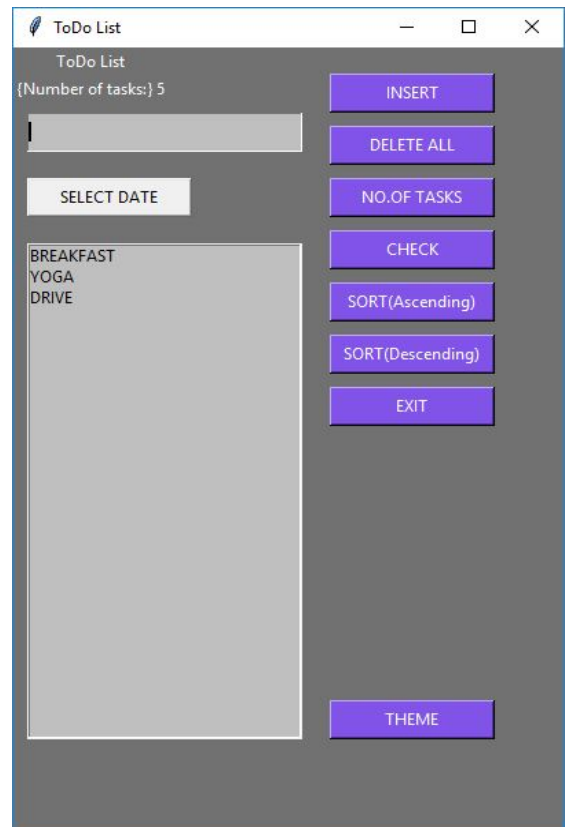 ToDo List
ToDo List
{Number of tasks:} 5
SELECT DATE
BREAKFAST
YOGA
DRIVE
INSERT
DELETE ALL
NO.OF TASKS
CHECK
SORT(Ascending)
SORT(Descending)
EXIT
THEME